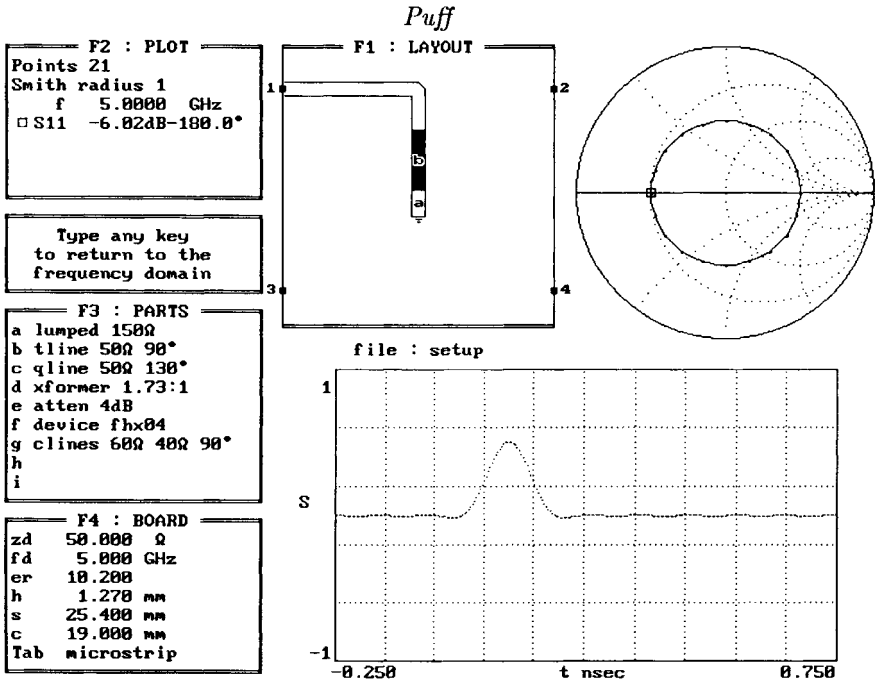 Puff
F2 : PLOT
Points 21
Smith radius 1
f 5.0000 GHz
□ S11 -6.02dB-180.0°
Type any key
to return to the
frequency domain
F3 : PARTS
a lumped 150Ω
b tline 50Ω 90°
c qline 50Ω 130°
d xformer 1.73:1
e atten 4dB
f device fhx04
g clines 60Ω 40Ω 90°
h
i
F4 : BOARD
zd 50.000 Ω
fd 5.000 GHz
er 10.200
h 1.270 mm
s 25.400 mm
c 19.000 mm
Tab microstrip
F1 : LAYOUT
1
2
b
a
3
4
file : setup
1
S
-1
-0.250 t nsec 0.750